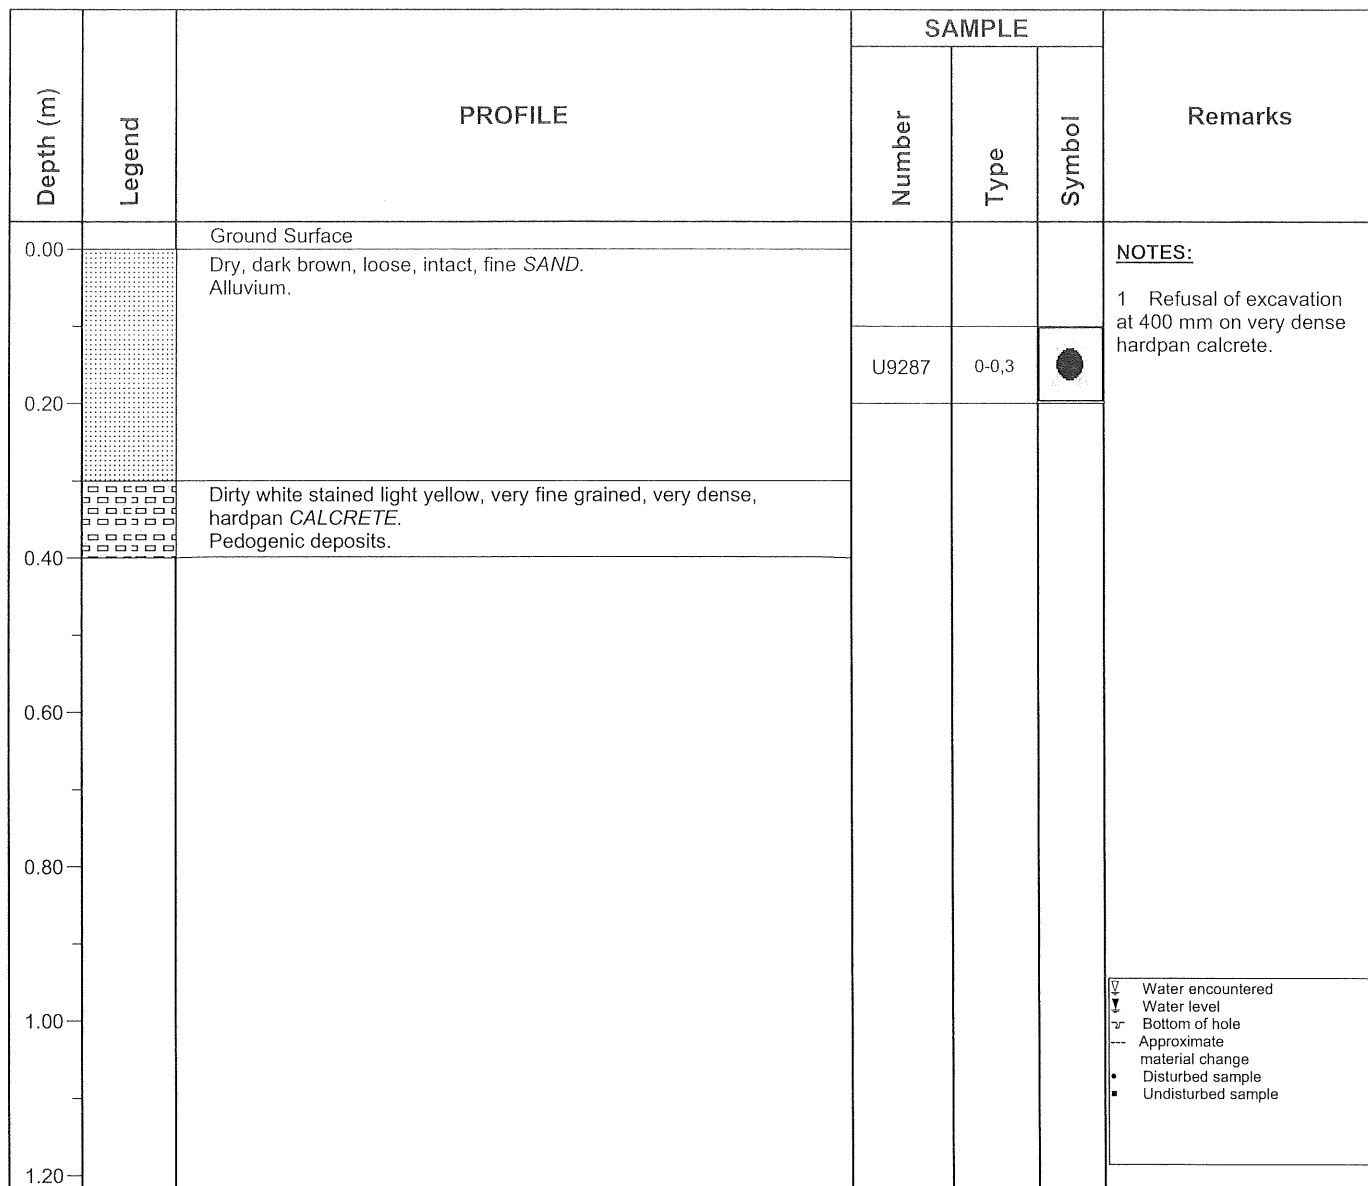 SAMPLE
Depth (m)
Legend
PROFILE
Number
Type
Symbol
Remarks
Ground Surface
0.00
Dry, dark brown, loose, intact, fine SAND.
Alluvium.
NOTES:
1 Refusal of excavation
at 400 mm on very dense
hardpan calcrete.
U9287
0-0,3
0.20
Dirty white stained light yellow, very fine grained, very dense,
hardpan CALCRETE.
Pedogenic deposits.
0.40
0.60
0.80
1.00
1.20
Water encountered
Water level
Bottom of hole
Approximate
material change
Disturbed sample
Undisturbed sample